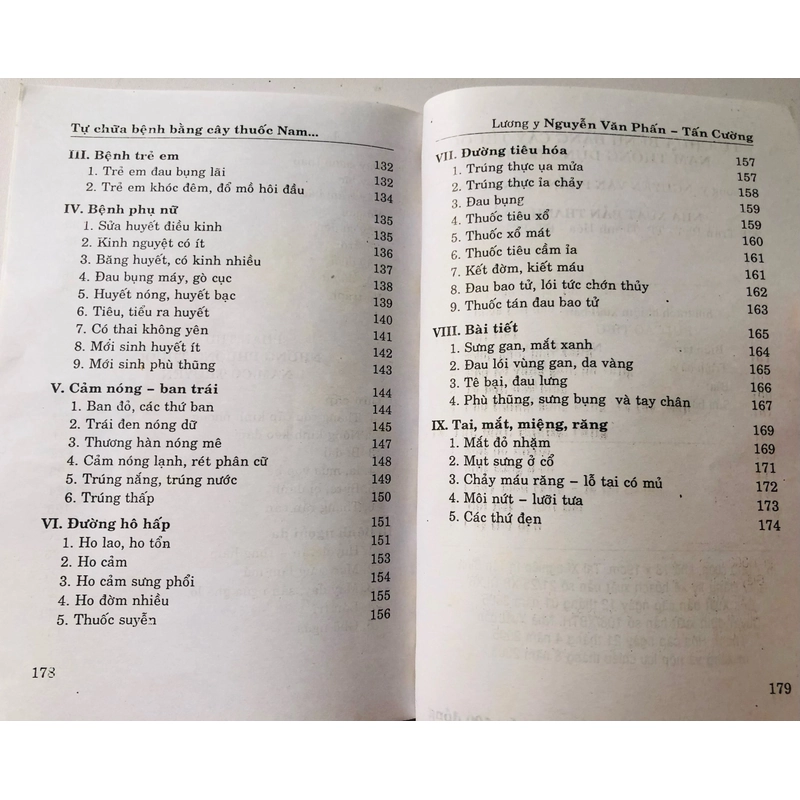 Tự chữa bệnh bằng cây thuốc Nam...
III. Bệnh trẻ em 132
1. Trẻ em đau bụng lãi 132
2. Trẻ em khóc đêm, đổ mồ hôi đầu 134
IV. Bệnh phụ nữ 135
1. Sửa huyết điều kinh 135
2. Kinh nguyệt có ít 136
3. Băng huyết, có kinh nhiều 137
4. Đau bụng máy, gò cục 138
5. Huyết nóng, huyết bạc 139
6. Tiêu, tiểu ra huyết 140
7. Có thai không yên 141
8. Mới sinh huyết ít 142
9. Mới sinh phù thũng 143
V. Cảm nóng – ban trái 144
1. Ban đỏ, các thứ ban 144
2. Trái đen nóng dữ 145
3. Thương hàn nóng mê 147
4. Cảm nóng lạnh, rét phân cữ 148
5. Trúng nắng, trúng nước 149
6. Trúng thấp 150
VI. Đường hô hấp 151
1. Ho lao, ho tổn 151
2. Ho cảm 153
3. Ho cảm sưng phổi 154
4. Ho đờm nhiều 155
5. Thuốc suyễn 156
178
Lương y Nguyễn Văn Phấn – Tấn Cường
VII. Đường tiêu hóa 157
1. Trúng thực ụa mửa 157
2. Trúng thực ỉa chảy 158
3. Đau bụng 159
4. Thuốc tiêu xổ 159
5. Thuốc xổ mát 160
6. Thuốc tiêu cầm ỉa 161
7. Kết đờm, kiết máu 161
8. Đau bao tử, lói tức chớn thủy 162
9. Thuốc tán đau bao tử 163
VIII. Bài tiết 165
1. Sưng gan, mắt xanh 164
2. Đau lói vùng gan, da vàng 165
3. Tê bại, đau lưng 166
4. Phù thũng, sưng bụng và tay chân 167
IX. Tai, mắt, miệng, răng 169
1. Mắt đỏ nhặm 169
2. Mụt sưng ở cổ 171
3. Chảy máu răng – lỗ tai có mủ 172
4. Môi nứt – lưỡi tưa 173
5. Các thứ đẹn 174
179